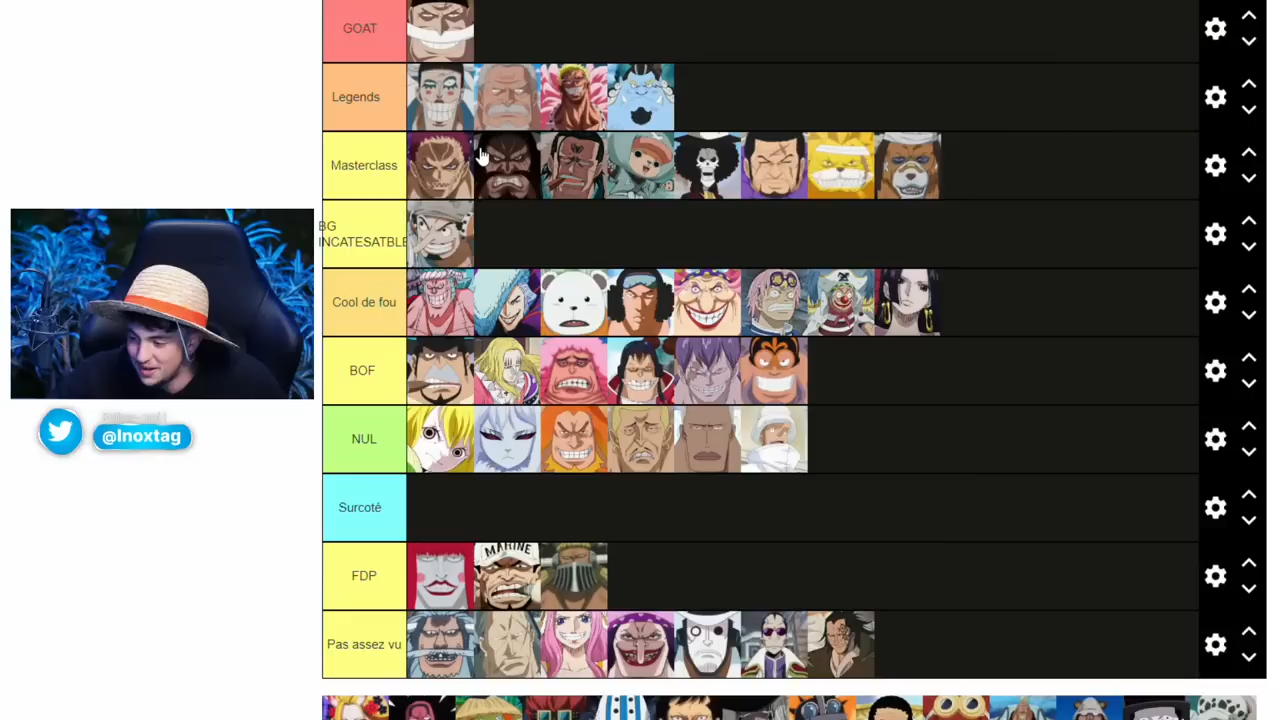 GOAT
Legends
Masterclass
BG
INCATESATBLE
Cool de fou
BOF
NUL
Surcoté
FDP
MARINE
Pas assez vu
@Inoxtag